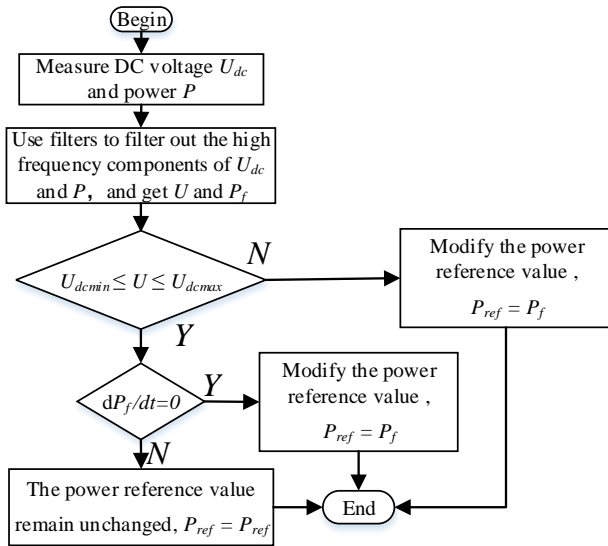 Begin
Measure DC voltage U_dc
and power P
Use filters to filter out the high
frequency components of
U_dc and P, and get U and P_f
U_dcmin ≤ U ≤ U_dcmax
N
Modify the power
reference value ,
P_ref = P_f
Y
dP_f/dt=0
Y
Modify the power
reference value ,
P_ref = P_f
N
The power reference value
remain unchanged, P_ref = P_ref
End